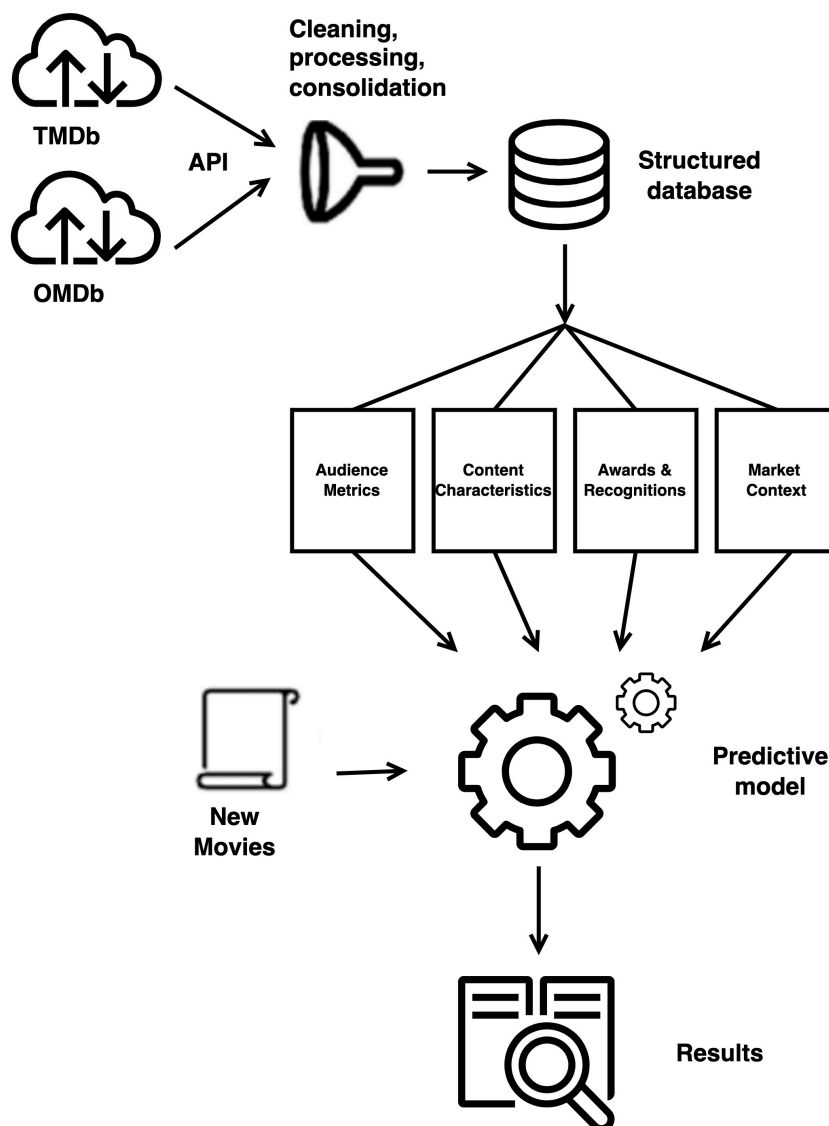 Cleaning,
processing,
consolidation
TMDb
API
OMDb
Structured
database
Audience
Metrics
Content
Characteristics
Awards &
Recognitions
Market
Context
New
Movies
Predictive
model
Results